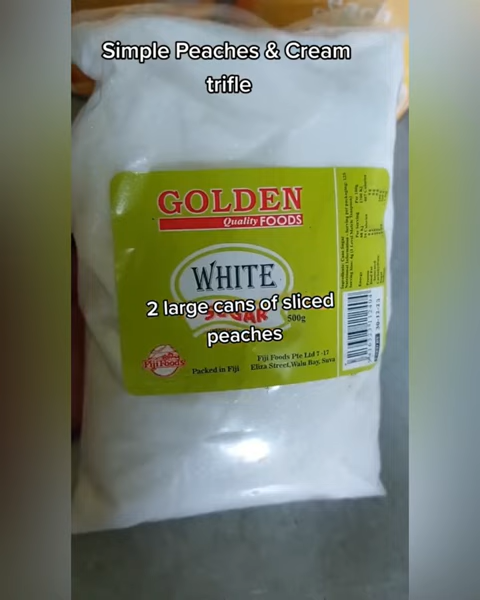 Simple Peaches & Cream
trifle
GOLDEN
Quality FOODS
WHITE
SUGAR
500g
2 large cans of sliced
peaches
Fiji Foods
Packed in Fiji
Fiji Foods Pte Ltd 7 -17
Eliza Street, Walu Bay, Suva